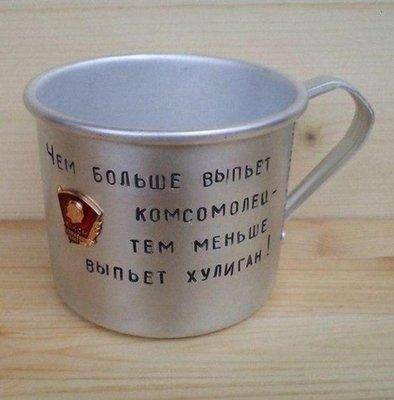 Чем больше выпьет
комсомолец-
тем меньше
выпьет хулиган!